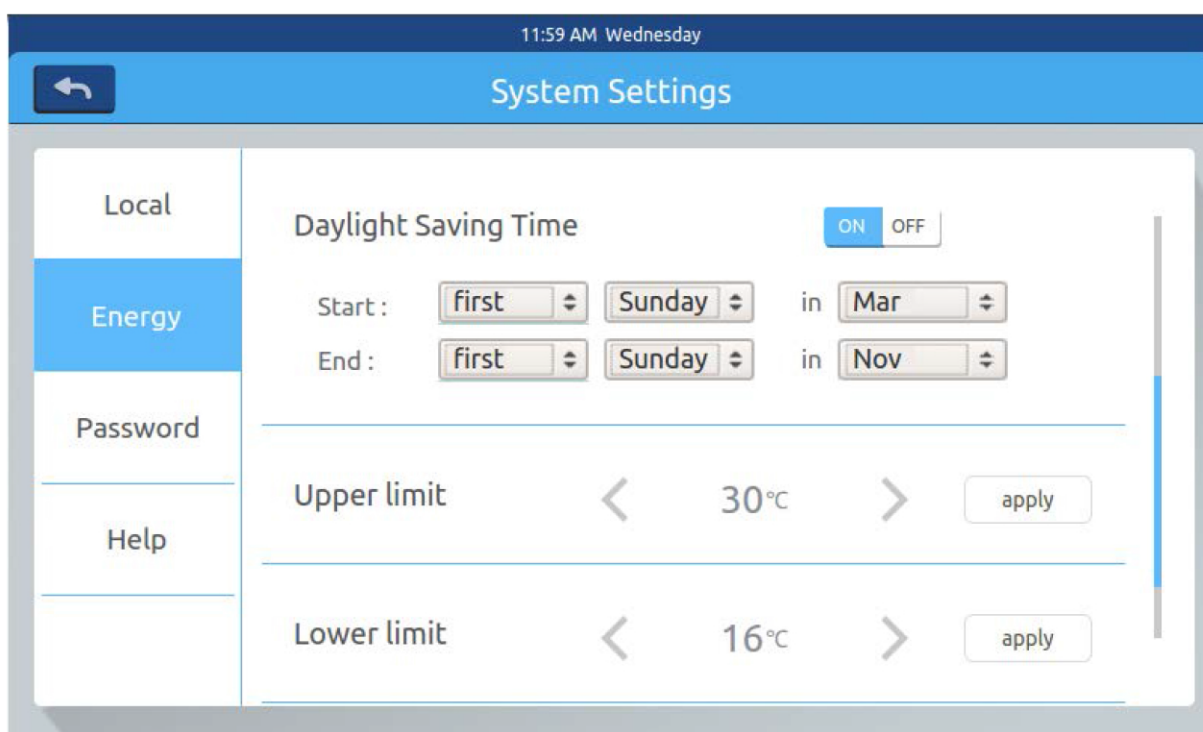 11:59 AM Wednesday
System Settings
Local
Energy
Password
Help
Daylight Saving Time ON OFF
Start : first Sunday in Mar
End : first Sunday in Nov
Upper limit 30℃ apply
Lower limit 16℃ apply